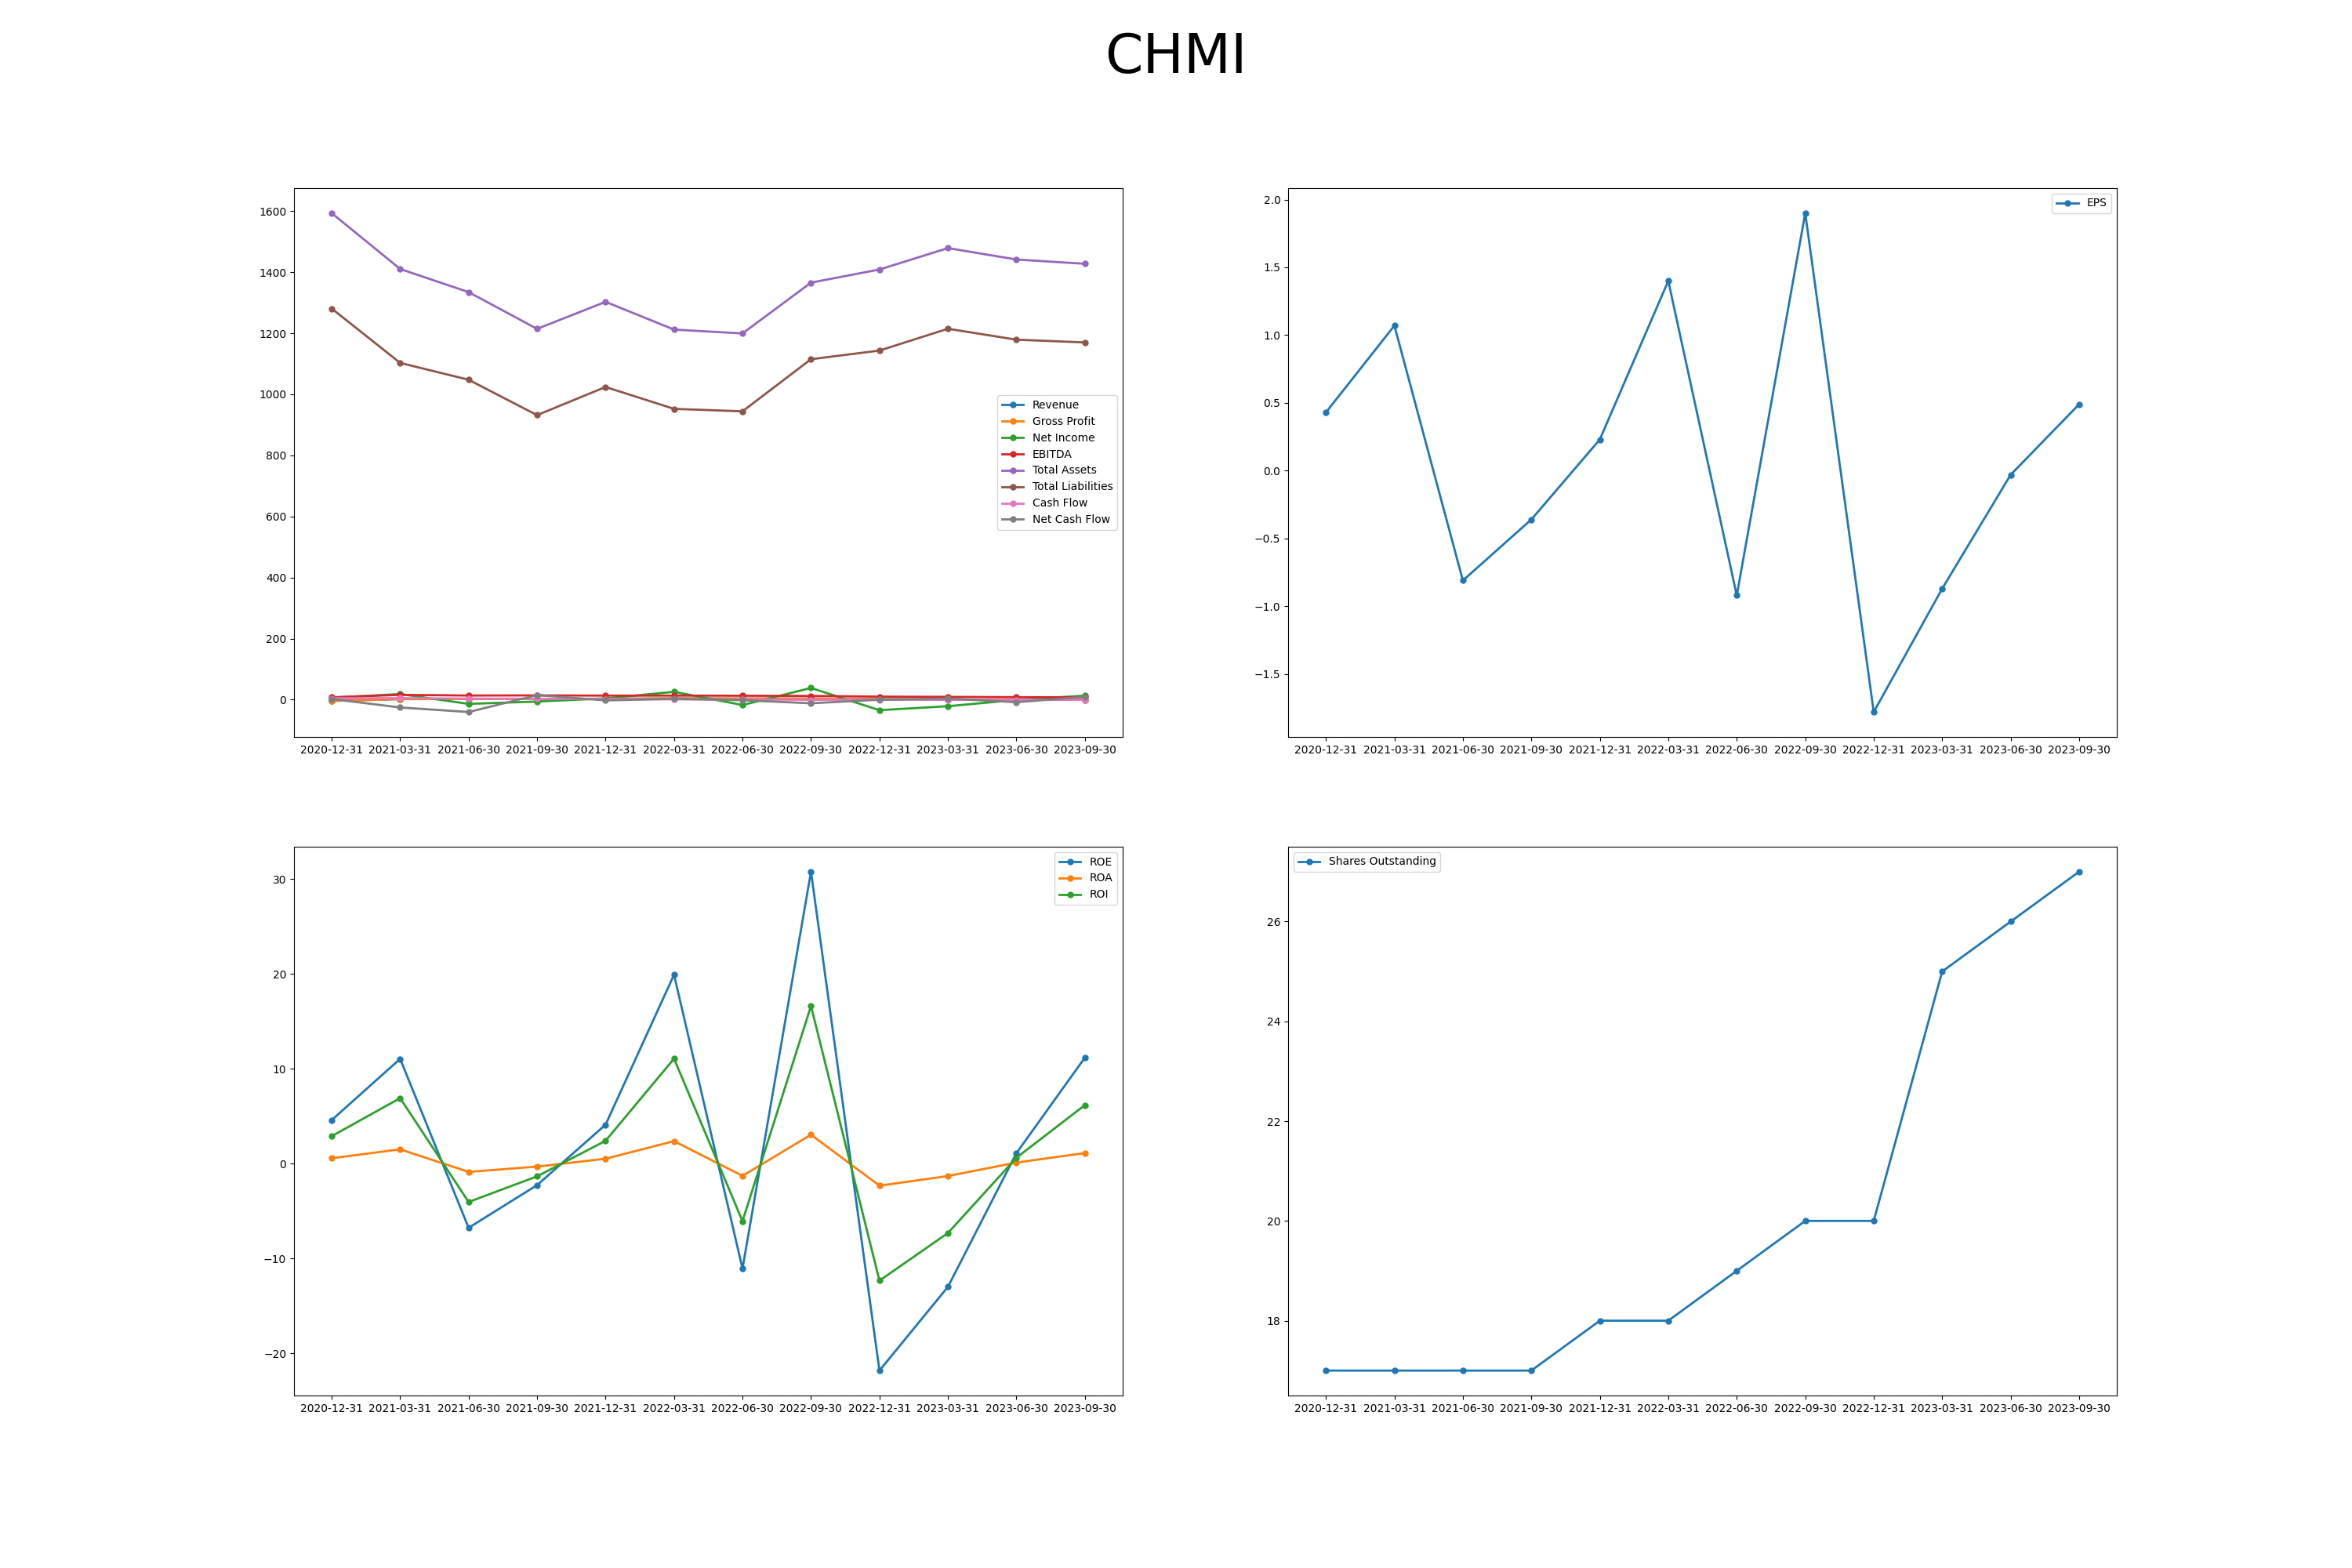 CHMI
1600
1400
1200
1000
800
600
400
200
0
Revenue
Gross Profit
Net Income
EBITDA
Total Assets
Total Liabilities
Cash Flow
Net Cash Flow
2020-12-31 2021-03-31 2021-06-30 2021-09-30 2021-12-31 2022-03-31 2022-06-30 2022-09-30 2022-12-31 2023-03-31 2023-06-30 2023-09-30
EPS
2.0
1.5
1.0
0.5
0.0
−0.5
−1.0
−1.5
2020-12-31 2021-03-31 2021-06-30 2021-09-30 2021-12-31 2022-03-31 2022-06-30 2022-09-30 2022-12-31 2023-03-31 2023-06-30 2023-09-30
ROE
ROA
ROI
30
20
10
0
−10
−20
2020-12-31 2021-03-31 2021-06-30 2021-09-30 2021-12-31 2022-03-31 2022-06-30 2022-09-30 2022-12-31 2023-03-31 2023-06-30 2023-09-30
Shares Outstanding
26
24
22
20
18
2020-12-31 2021-03-31 2021-06-30 2021-09-30 2021-12-31 2022-03-31 2022-06-30 2022-09-30 2022-12-31 2023-03-31 2023-06-30 2023-09-30